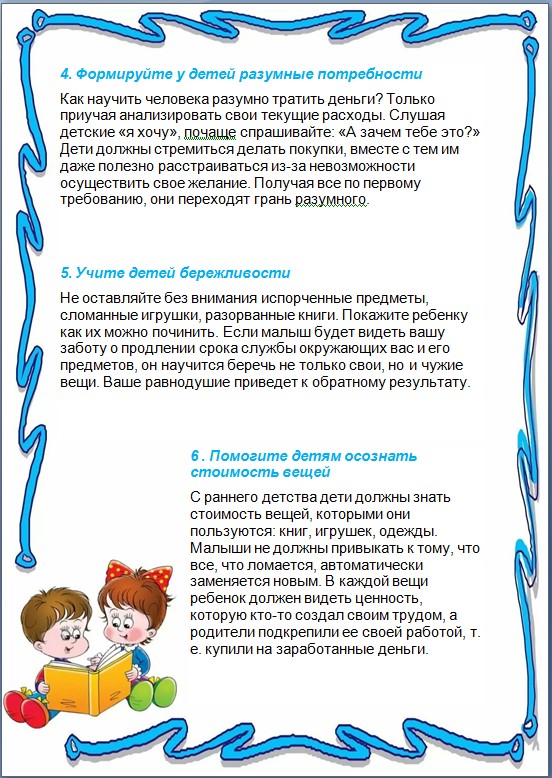 4. Формируйте у детей разумные потребности
Как научить человека разумно тратить деньги? Только
приучая анализировать свои текущие расходы. Слушая
детские «я хочу», почаще спрашивайте: «А зачем тебе это?»
Дети должны стремиться делать покупки, вместе с тем им
даже полезно расстраиваться из-за невозможности
осуществить свое желание. Получая все по первому
требованию, они переходят грань разумного.
5. Учите детей бережливости
Не оставляйте без внимания испорченные предметы,
сломанные игрушки, разорванные книги. Покажите ребенку
как их можно починить. Если малыш будет видеть вашу
заботу о продлении срока службы окружающих вас и его
предметов, он научится беречь не только свои, но и чужие
вещи. Ваше равнодушие приведет к обратному результату.
6 . Помогите детям осознать
стоимость вещей
С раннего детства дети должны знать
стоимость вещей, которыми они
пользуются: книг, игрушек, одежды.
Малыши не должны привыкать к тому, что
все, что ломается, автоматически
заменяется новым. В каждой вещи
ребенок должен видеть ценность,
которую кто-то создал своим трудом, а
родители подкрепили ее своей работой, т.
е. купили на заработанные деньги.